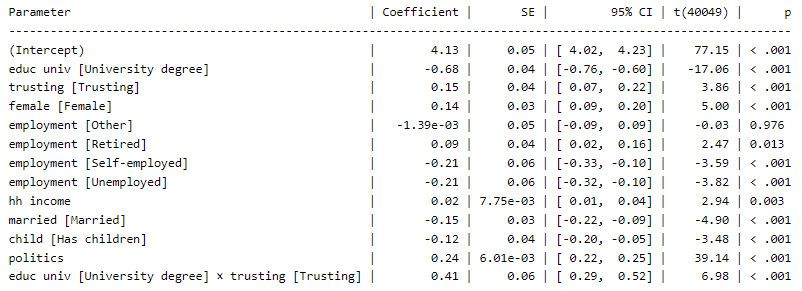 Parameter | Coefficient | SE | 95% CI | t(40049) | p
--------------------------------------------------------------------------------------------------------------------
(Intercept) | 4.13 | 0.05 | [ 4.02, 4.23] | 77.15 | < .001
educ univ [University degree] | -0.68 | 0.04 | [-0.76, -0.60] | -17.06 | < .001
trusting [Trusting] | 0.15 | 0.04 | [ 0.07, 0.22] | 3.86 | < .001
female [Female] | 0.14 | 0.03 | [ 0.09, 0.20] | 5.00 | < .001
employment [Other] | -1.39e-03 | 0.05 | [-0.09, 0.09] | -0.03 | 0.976
employment [Retired] | 0.09 | 0.04 | [ 0.02, 0.16] | 2.47 | 0.013
employment [Self-employed] | -0.21 | 0.06 | [-0.33, -0.10] | -3.59 | < .001
employment [Unemployed] | -0.21 | 0.06 | [-0.32, -0.10] | -3.82 | < .001
hh income | 0.02 | 7.75e-03 | [ 0.01, 0.04] | 2.94 | 0.003
married [Married] | -0.15 | 0.03 | [-0.22, -0.09] | -4.90 | < .001
child [Has children] | -0.12 | 0.04 | [-0.20, -0.05] | -3.48 | < .001
politics | 0.24 | 6.01e-03 | [ 0.22, 0.25] | 39.14 | < .001
educ univ [University degree] × trusting [Trusting] | 0.41 | 0.06 | [ 0.29, 0.52] | 6.98 | < .001